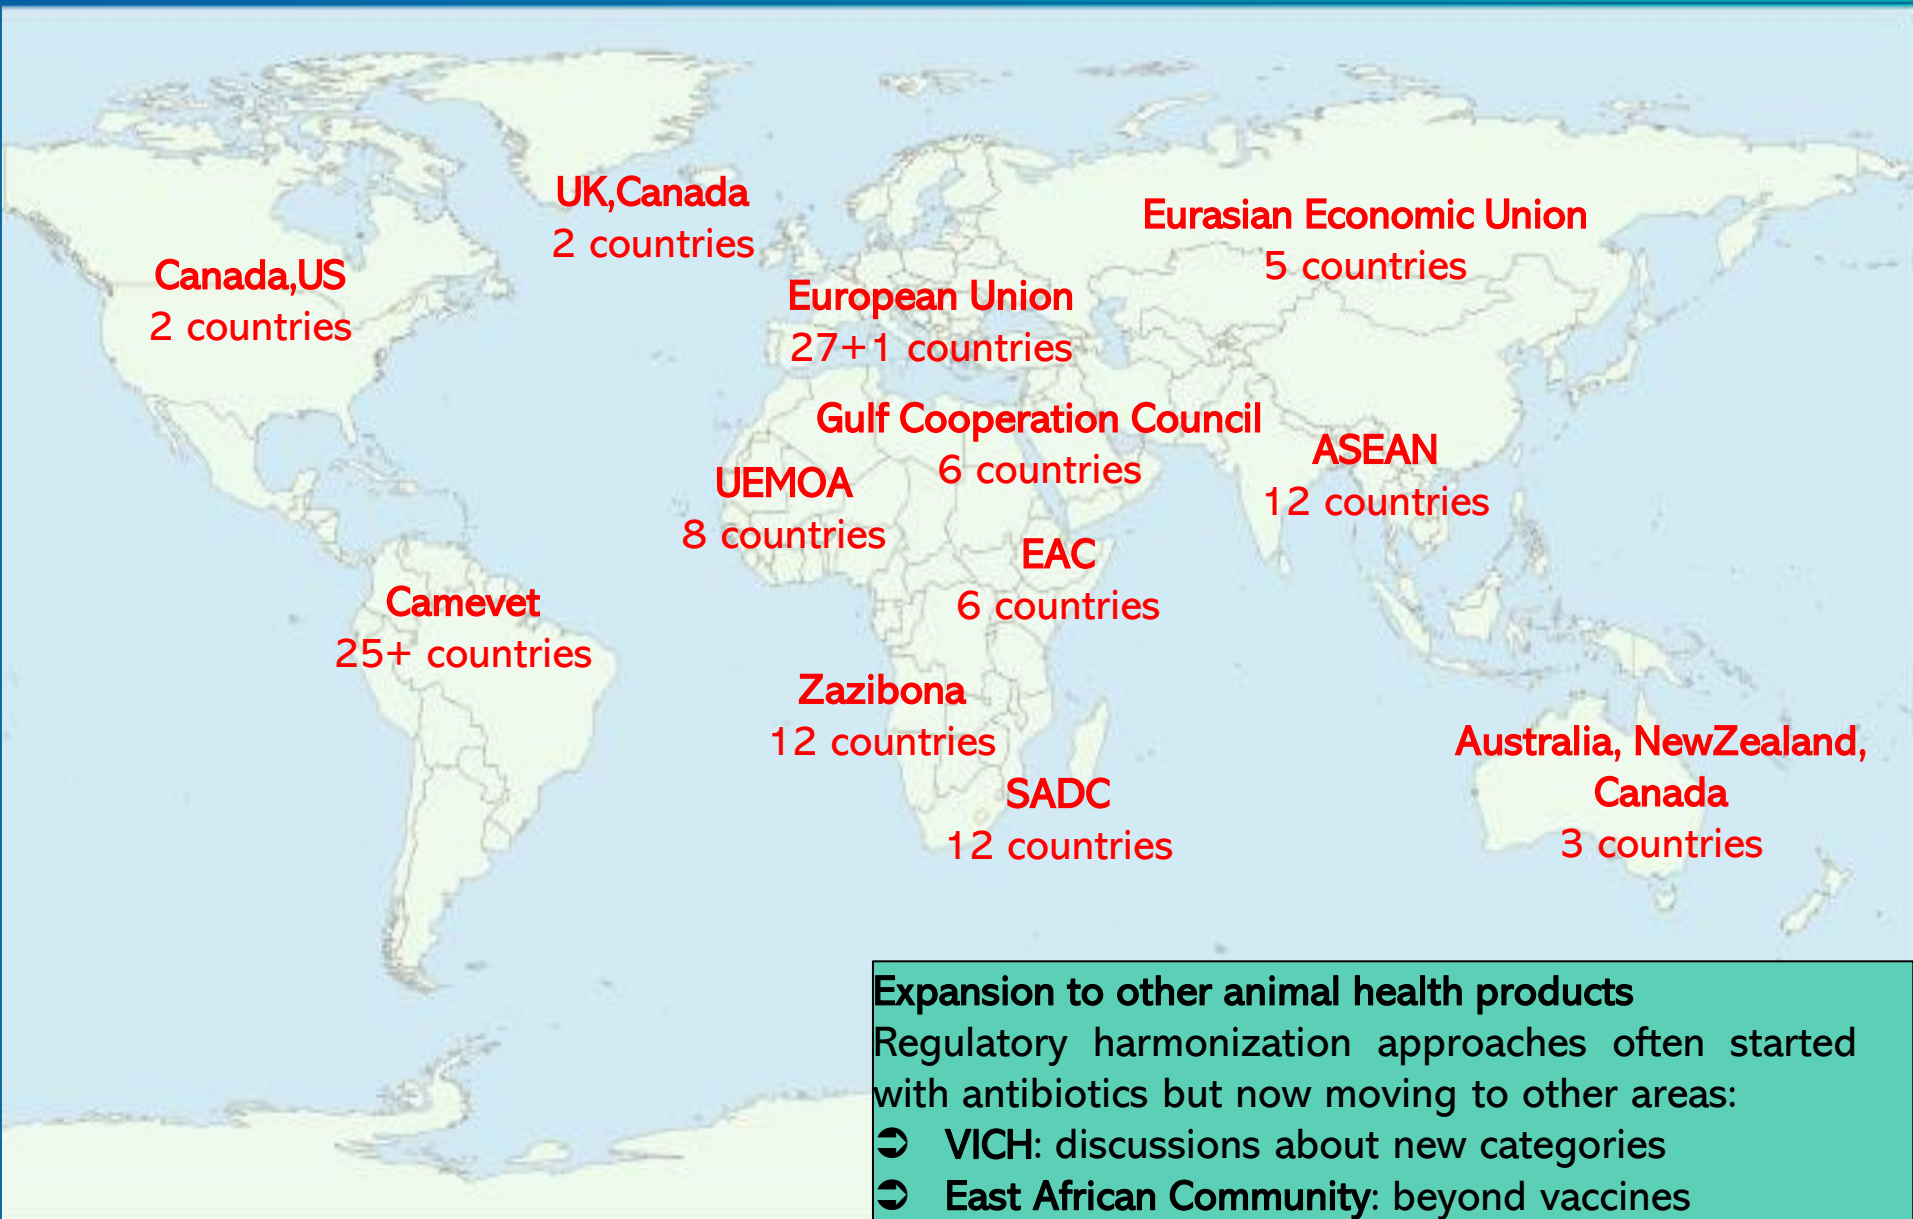 UK,Canada
2 countries
Eurasian Economic Union
5 countries
Canada,US
2 countries
European Union
27+1 countries
Gulf Cooperation Council
6 countries
ASEAN
12 countries
UEMOA
8 countries
EAC
6 countries
Camevet
25+ countries
Zazibona
12 countries
SADC
12 countries
Australia, NewZealand,
Canada
3 countries
Expansion to other animal health products
Regulatory harmonization approaches often started
with antibiotics but now moving to other areas:
➲ VICH: discussions about new categories
➲ East African Community: beyond vaccines